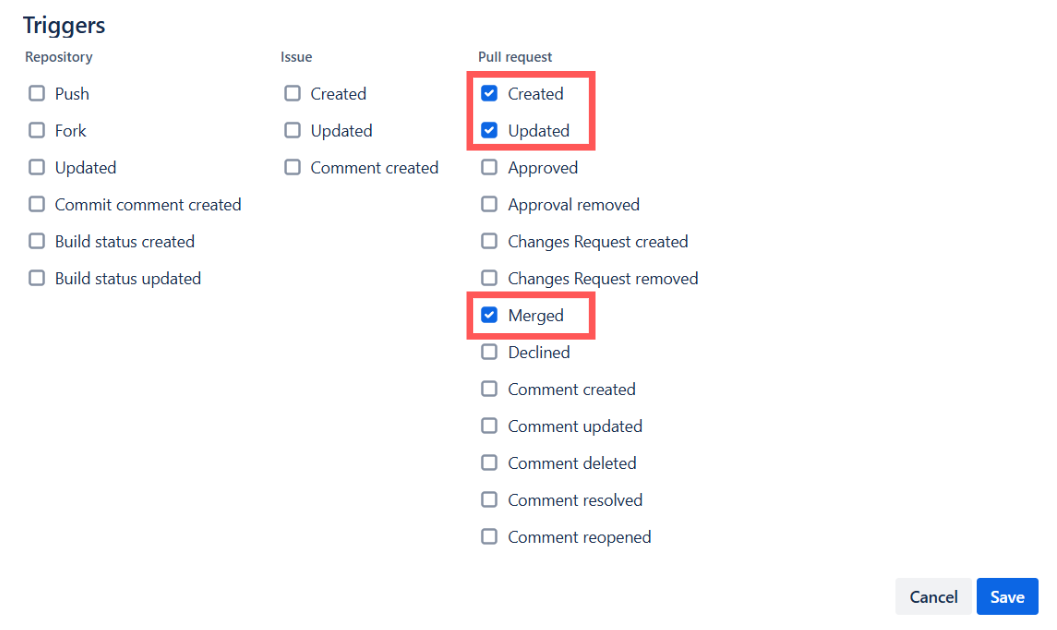 Triggers
Repository
Push
Fork
Updated
Commit comment created
Build status created
Build status updated
Issue
Created
Updated
Comment created
Pull request
Created
Updated
Approved
Approval removed
Changes Request created
Changes Request removed
Merged
Declined
Comment created
Comment updated
Comment deleted
Comment resolved
Comment reopened
Cancel
Save